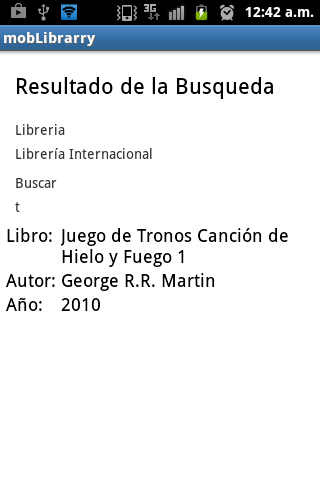 3G
12:42 a.m.
mobLibrarry
Resultado de la Busqueda
Libreria
Librería Internacional
Buscar
t
Libro: Juego de Tronos Canción de
Hielo y Fuego 1
Autor: George R.R. Martin
Año: 2010